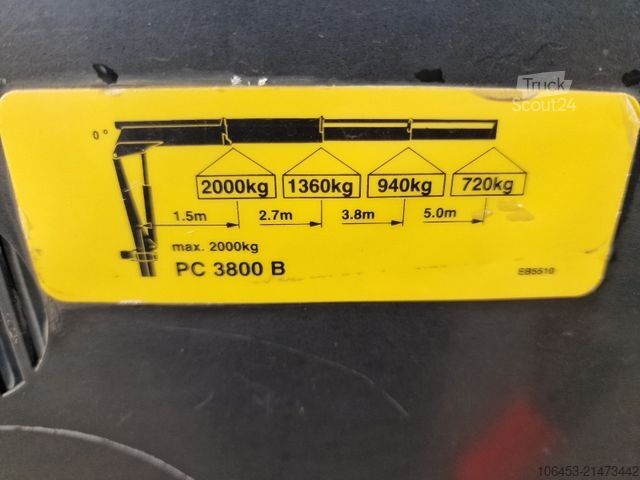 Truck
Scout24
0°
2000kg 1360kg 940kg 720kg
1.5m 2.7m 3.8m 5.0m
max. 2000kg
PC 3800 B
EB5510
106453-21473442